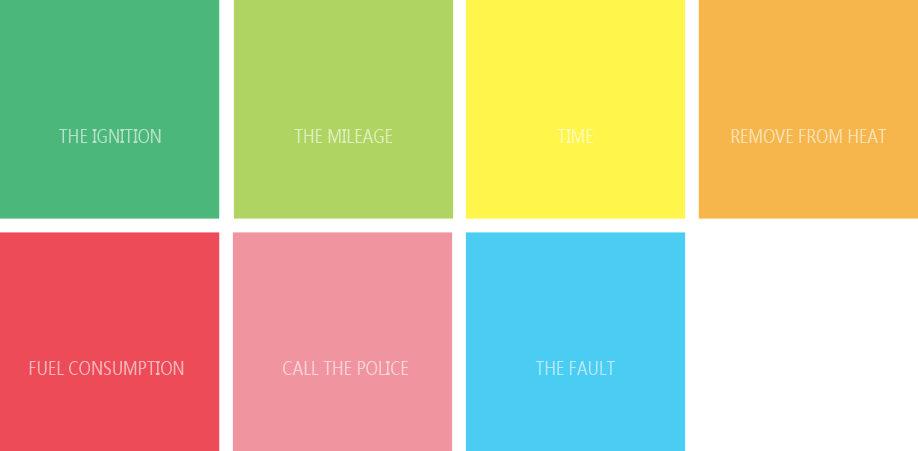 THE IGNITION
THE MILEAGE
TIME
REMOVE FROM HEAT
FUEL CONSUMPTION
CALL THE POLICE
THE FAULT